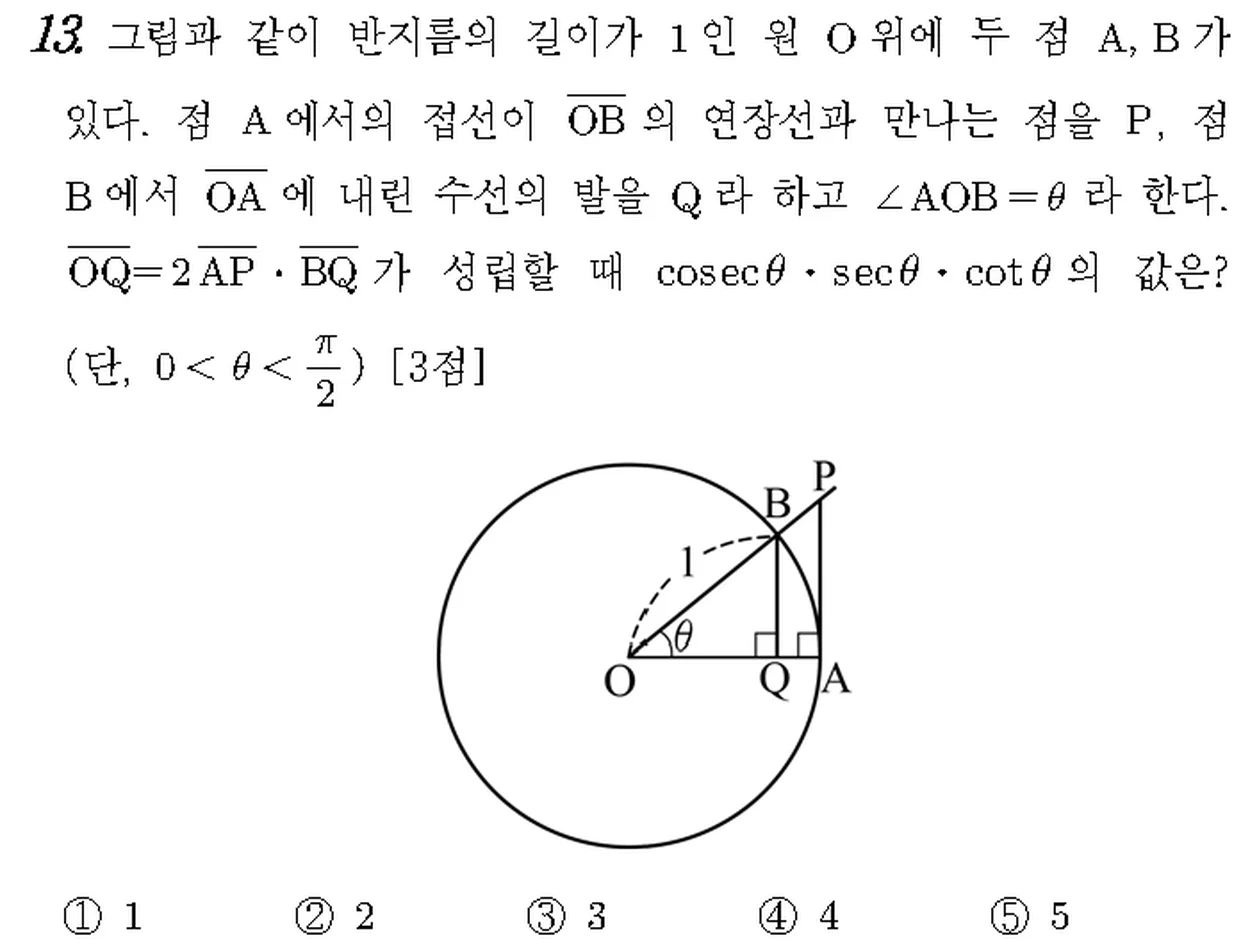 13. 그림과 같이 반지름의 길이가 1인 원 O 위에 두 점 A, B가
있다. 점 A에서의 접선이 OB의 연장선과 만나는 점을 P, 점
B에서 OA에 내린 수선의 발을 Q라 하고 ∠AOB=θ라 한다.
OQ=2AP·BQ가 성립할 때 cosecθ·secθ·cotθ의 값은?
(단, 0<θ<π/2) [3점]
P
B
1
θ
O
Q
A
① 1 ② 2 ③ 3 ④ 4 ⑤ 5